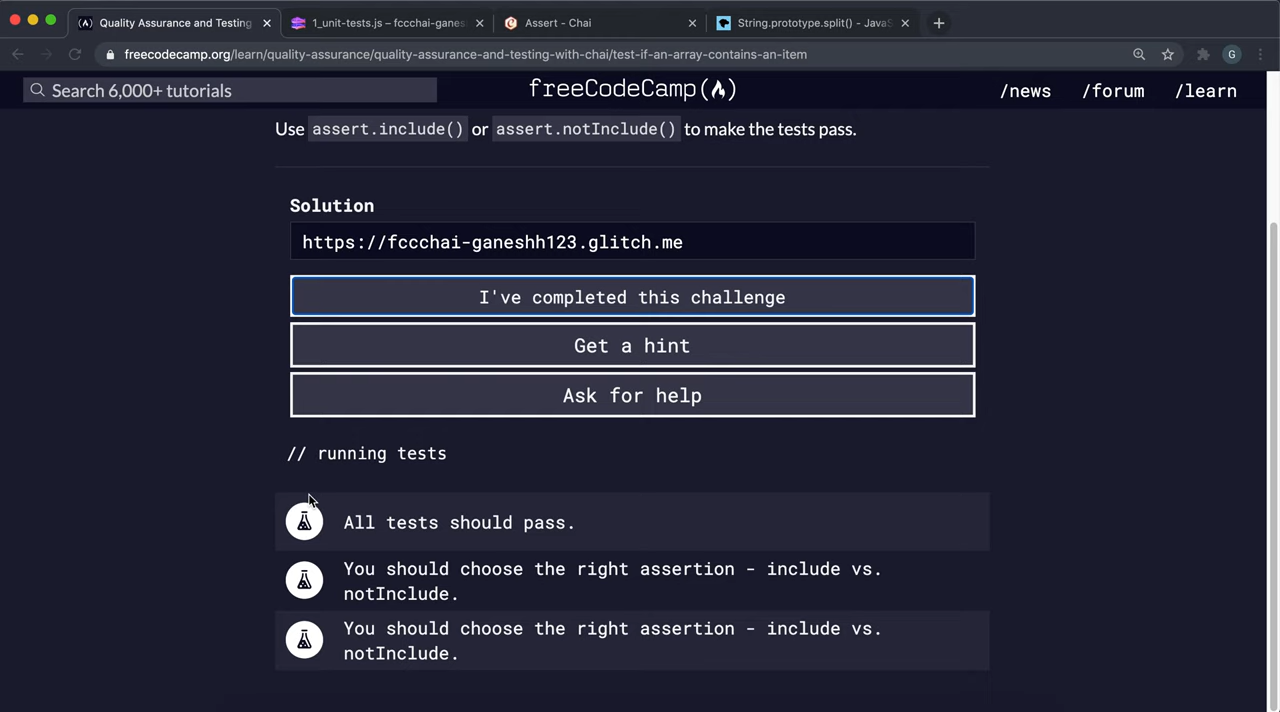 Quality Assurance and Testing
1_unit-tests.js – fccchai-ganes
Assert - Chai
String.prototype.split() - JavaS
freecodecamp.org/learn/quality-assurance/quality-assurance-and-testing-with-chai/test-if-an-array-contains-an-item
G
Search 6,000+ tutorials
freeCodeCamp
/news
/forum
/learn
Use assert.include() or assert.notInclude() to make the tests pass.
Solution
https://fccchai-ganeshh123.glitch.me
I've completed this challenge
Get a hint
Ask for help
// running tests
All tests should pass.
You should choose the right assertion - include vs.
notInclude.
You should choose the right assertion - include vs.
notInclude.